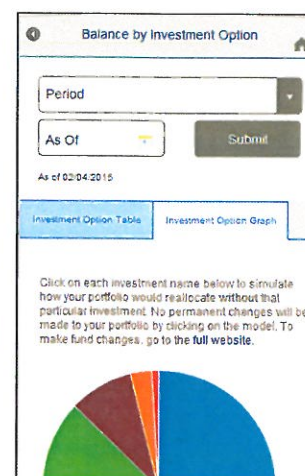 Balance by Investment Option
Period
As Of
Submit
As of 02/04/2015
Investment Option Table
Investment Option Graph
Click on each investment name below to simulate
how your portfolio would reallocate without that
particular investment. No permanent changes will be
made to your portfolio by clicking on the model. To
make fund changes, go to the full website.